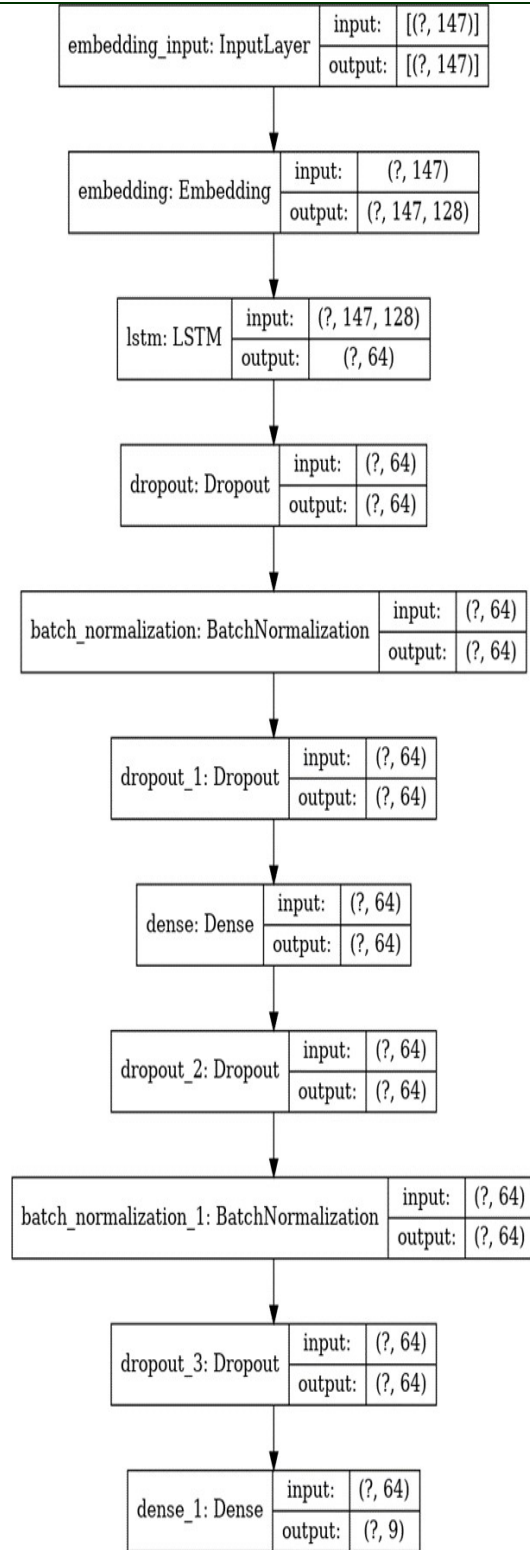 embedding_input: InputLayer
input: [(?, 147)]
output: [(?, 147)]
embedding: Embedding
input: (?, 147)
output: (?, 147, 128)
lstm: LSTM
input: (?, 147, 128)
output: (?, 64)
dropout: Dropout
input: (?, 64)
output: (?, 64)
batch_normalization: BatchNormalization
input: (?, 64)
output: (?, 64)
dropout_1: Dropout
input: (?, 64)
output: (?, 64)
dense: Dense
input: (?, 64)
output: (?, 64)
dropout_2: Dropout
input: (?, 64)
output: (?, 64)
batch_normalization_1: BatchNormalization
input: (?, 64)
output: (?, 64)
dropout_3: Dropout
input: (?, 64)
output: (?, 64)
dense_1: Dense
input: (?, 64)
output: (?, 9)